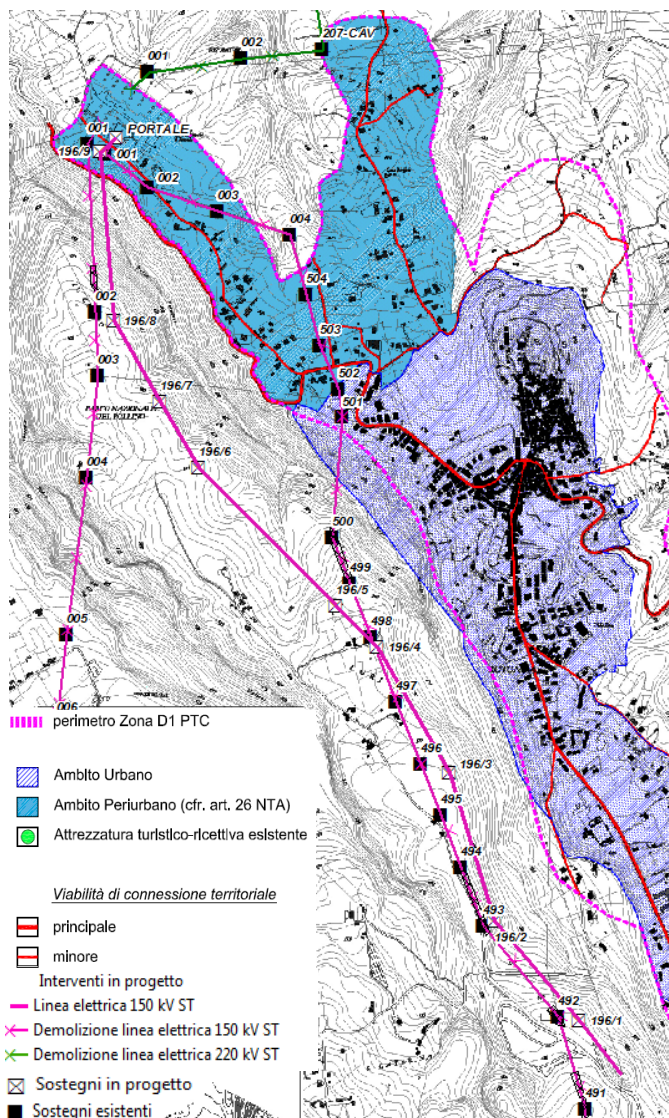 207-CAV
002
001
001
PORTALE
196/9
001
002
003
004
504
002
196/8
503
003
502
196/7
501
PARCO NAZIONALE
DEL POLLINO
196/6
004
500
499
196/5
005
498
196/4
497
006
496
196/3
495
494
493
196/2
492
196/1
491
perimetro Zona D1 PTC
Ambito Urbano
Ambito Periurbano (cfr. art. 26 NTA)
Attrezzatura turistico-ricettiva esistente
Viabilità di connessione territoriale
principale
minore
Interventi in progetto
Linea elettrica 150 kV ST
Demolizione linea elettrica 150 kV ST
Demolizione linea elettrica 220 kV ST
Sostegni in progetto
Sostegni esistenti